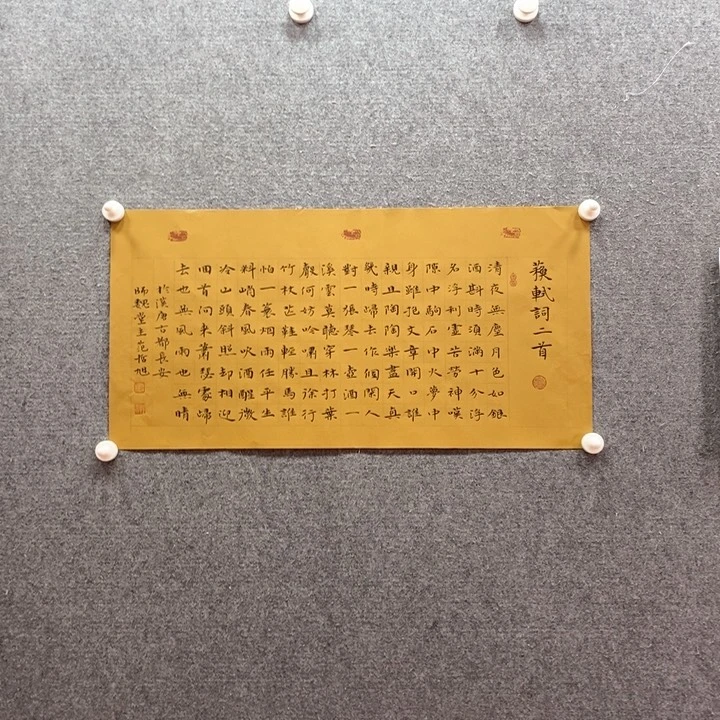 蘇軾詞二首
清夜無塵月色如銀
酒斟時須滿十分浮
名浮利虛苦勞神嘆
隙中駒石中火夢中
身雖抱文章開口誰
親且陶陶樂盡天真
幾時歸去作個閑人
對一張琴一壺酒一
溪雲莫聽穿林打葉
聲何妨吟嘯且徐行
竹杖芒鞋輕勝馬誰
怕一蓑烟雨任平生
料峭春風吹酒醒微
冷山頭斜照却相迎
回首向來蕭瑟處歸
去也無風雨也無晴
於漢唐古都長安
師魏堂主范